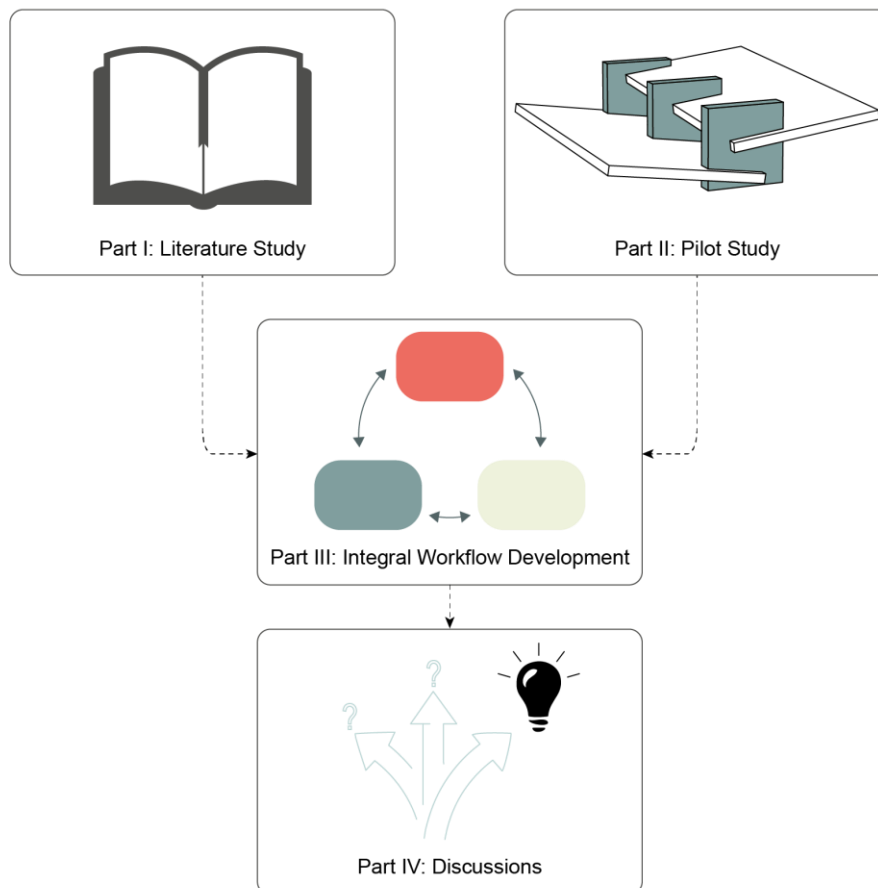 Part I: Literature Study
Part II: Pilot Study
Part III: Integral Workflow Development
?
?
Part IV: Discussions